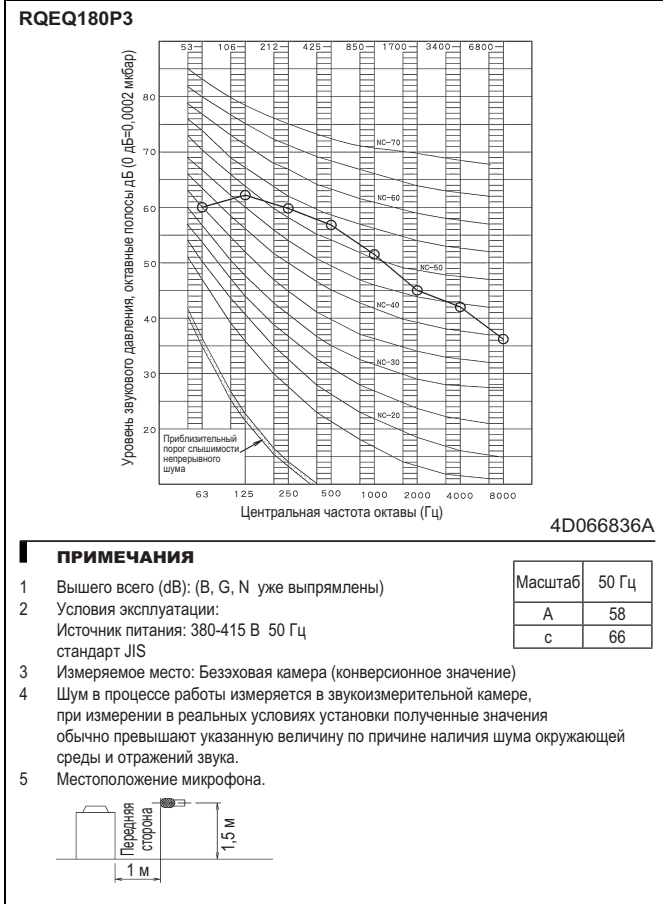 RQEQ180P3
53 106 212 425 850 1700 3400 6800
Уровень звукового давления, октавные полосы дБ (0 дБ=0,0002 мкбар)
80
70
60
50
40
30
20
NC-70
NC-60
NC-50
NC-40
NC-30
NC-20
Приблизительный
порог слышимости
непрерывного
шума
63 125 250 500 1000 2000 4000 8000
Центральная частота октавы (Гц)
4D066836A
ПРИМЕЧАНИЯ
1 Вышего всего (dB): (B, G, N уже выпрямлены)
2 Условия эксплуатации:
Источник питания: 380-415 В 50 Гц
стандарт JIS
3 Измеряемое место: Безэховая камера (конверсионное значение)
4 Шум в процессе работы измеряется в звукоизмерительной камере,
при измерении в реальных условиях установки полученные значения
обычно превышают указанную величину по причине наличия шума окружающей
среды и отражений звука.
5 Местоположение микрофона.
Масштаб 50 Гц
A 58
c 66
Передняя
сторона
1,5 м
1 м